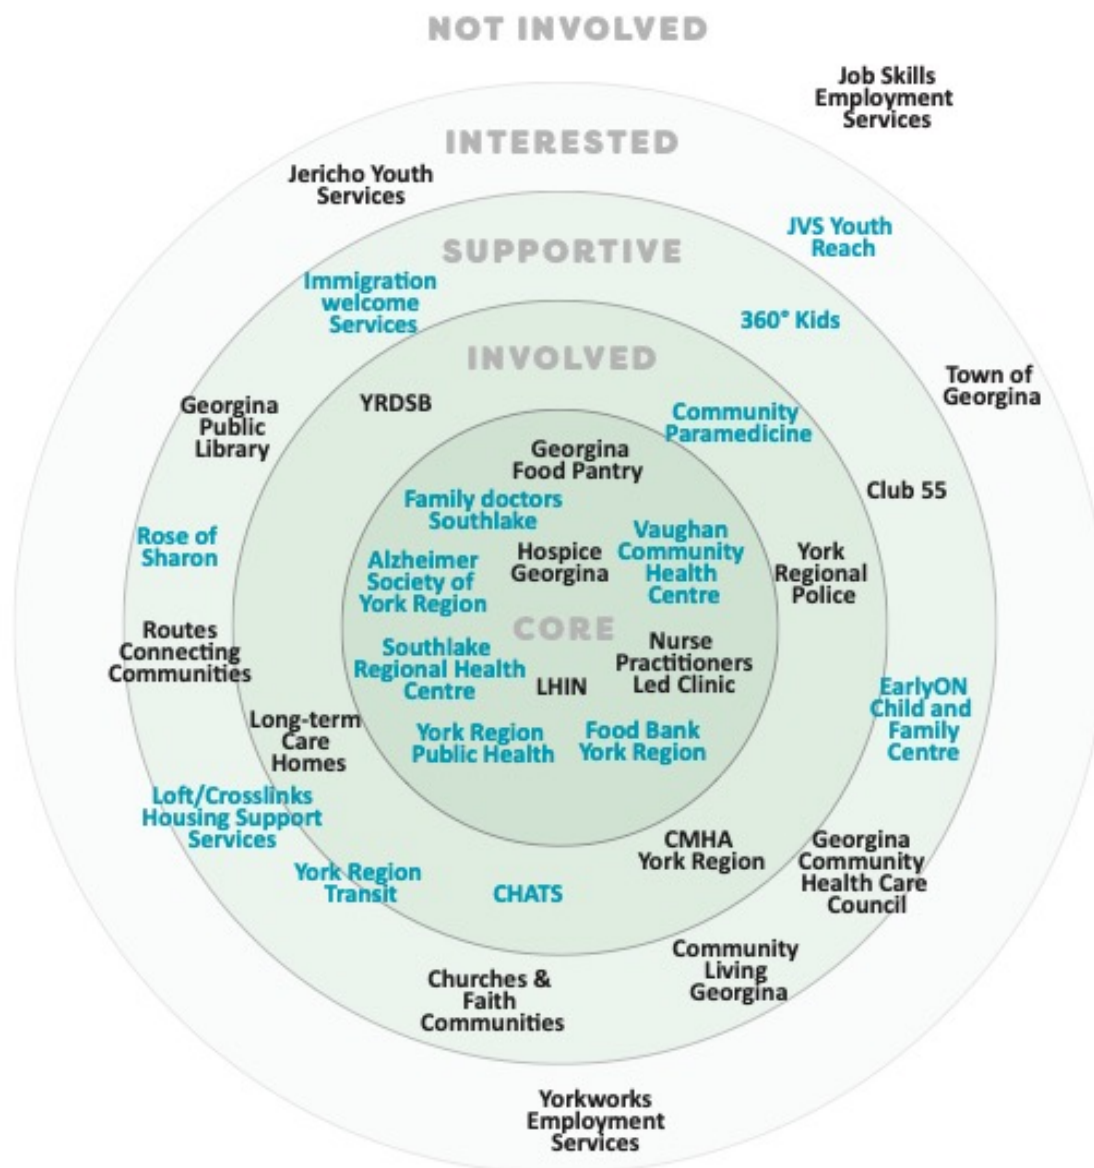 NOT INVOLVED
Job Skills
Employment
Services
INTERESTED
Jericho Youth
Services
JVS Youth
Reach
SUPPORTIVE
Immigration
welcome
Services
360° Kids
INVOLVED
Town of
Georgina
YRDSB
Georgina
Public
Library
Community
Paramedicine
Georgina
Food Pantry
Club 55
Family doctors
Southlake
Rose of
Sharon
Alzheimer
Society of
York Region
Hospice
Georgina
Vaughan
Community
Health
Centre
York
Regional
Police
CORE
Routes
Connecting
Communities
Southlake
Regional Health
Centre
LHIN
Nurse
Practitioners
Led Clinic
EarlyON
Child and
Family
Centre
Long-term
Care
Homes
York Region
Public Health
Food Bank
York Region
Loft/Crosslinks
Housing Support
Services
York Region
Transit
CHATS
CMHA
York Region
Georgina
Community
Health Care
Council
Churches &
Faith
Communities
Community
Living
Georgina
Yorkworks
Employment
Services